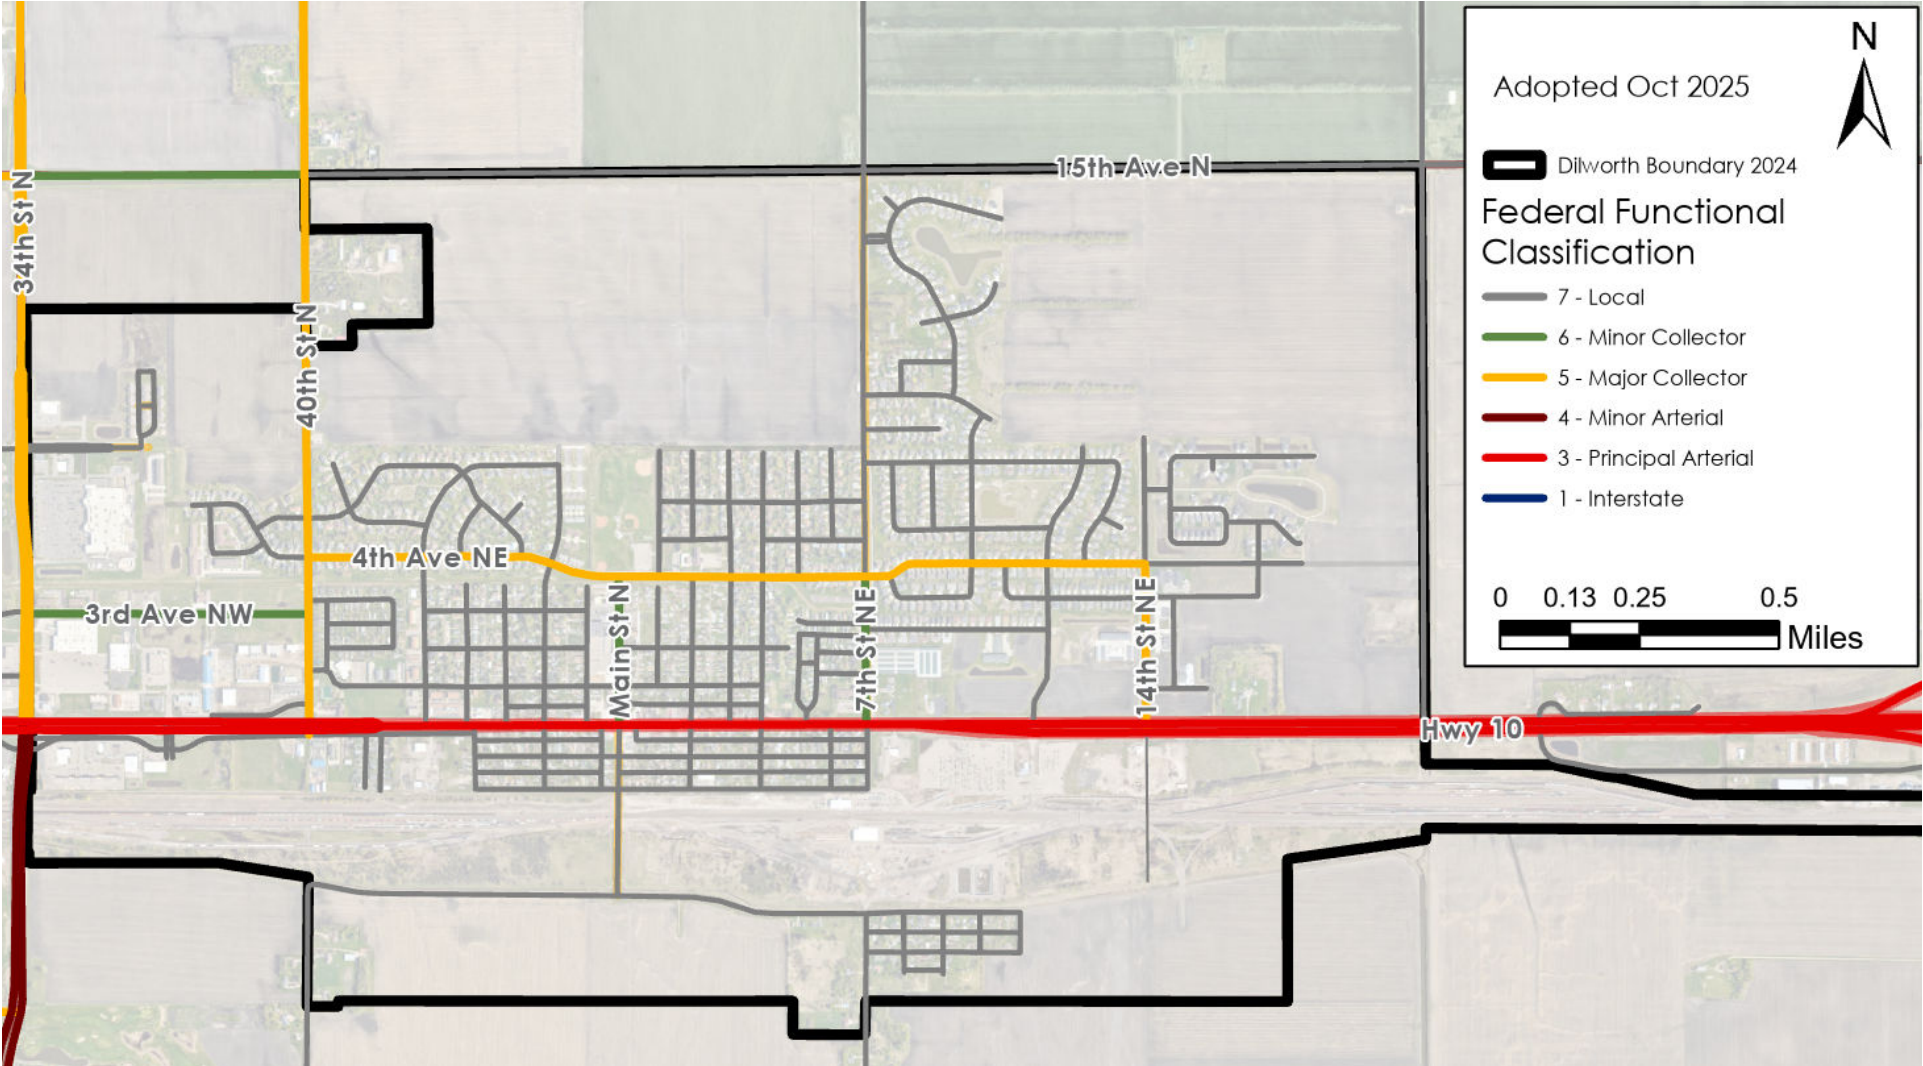 N
Adopted Oct 2025
Dilworth Boundary 2024
Federal Functional
Classification
7 - Local
6 - Minor Collector
5 - Major Collector
4 - Minor Arterial
3 - Principal Arterial
1 - Interstate
0 0.13 0.25 0.5
Miles
15th Ave N
34th St N
40th St N
4th Ave NE
3rd Ave NW
Main St N
7th St NE
14th St NE
Hwy 10